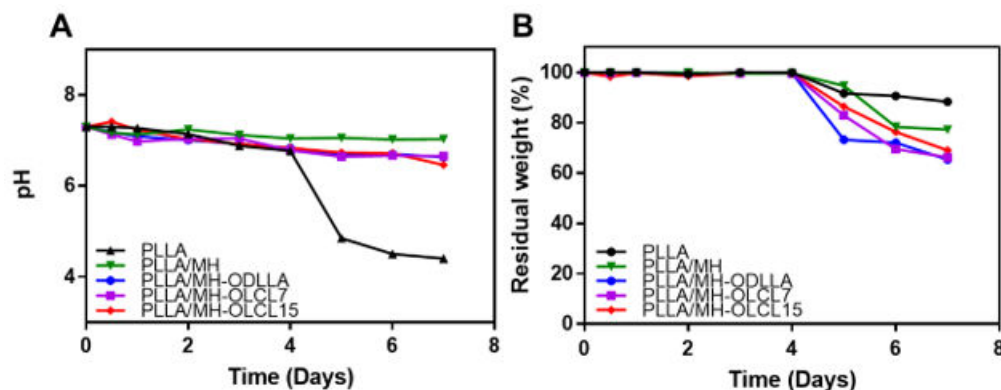 A
pH
8
6
4
0
2
4
6
8
Time (Days)
PLLA
PLLA/MH
PLLA/MH-ODLLA
PLLA/MH-OLCL7
PLLA/MH-OLCL15
B
Residual weight (%)
100
80
60
40
20
0
0
2
4
6
8
Time (Days)
PLLA
PLLA/MH
PLLA/MH-ODLLA
PLLA/MH-OLCL7
PLLA/MH-OLCL15